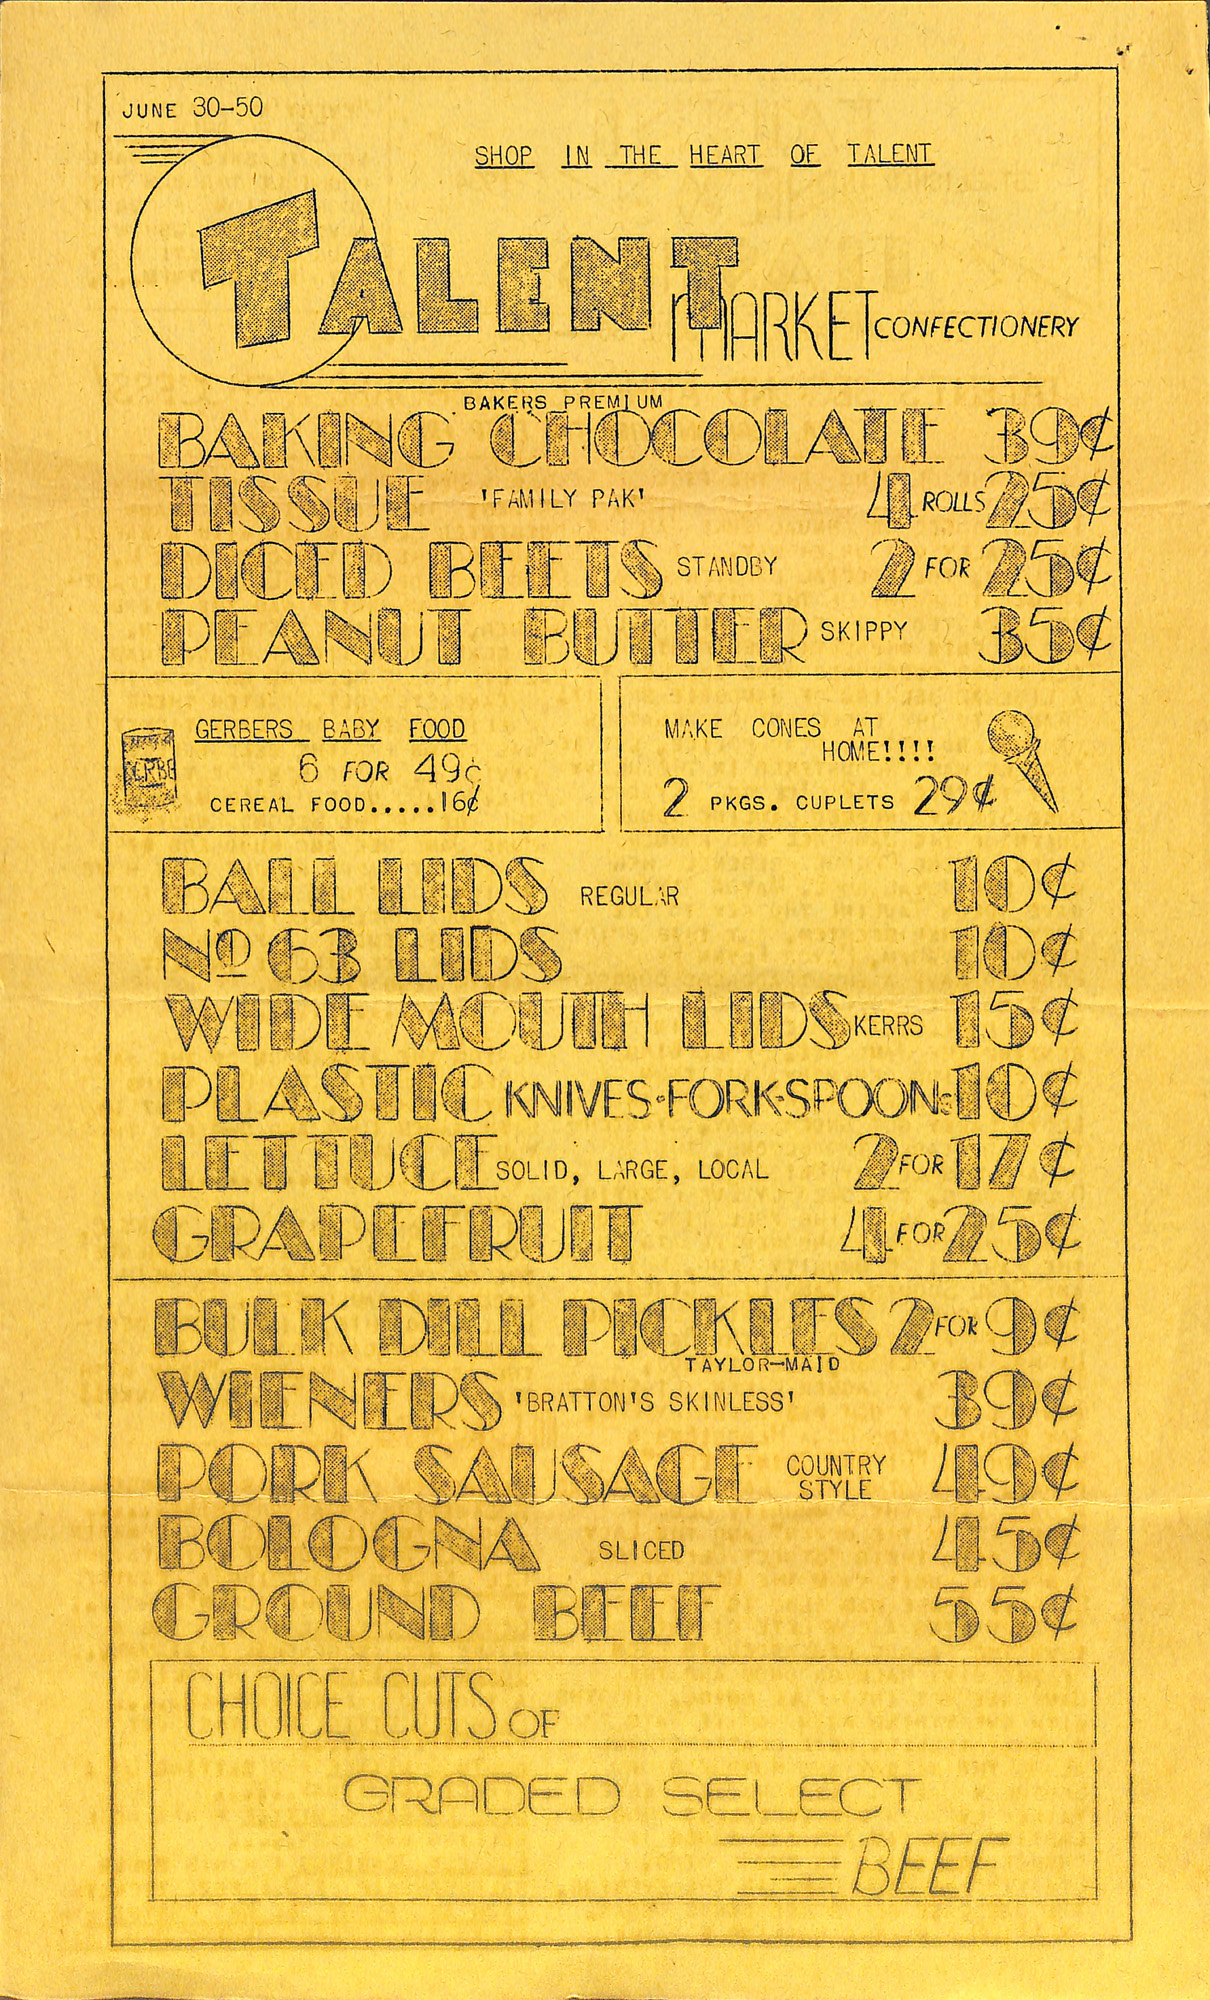 JUNE 30-50
SHOP IN THE HEART OF TALENT
TALENT MARKET CONFECTIONERY
BAKERS PREMIUM
BAKING CHOCOLATE 39¢
TISSUE 'FAMILY PAK' 4 ROLLS 25¢
DICED BEETS STANDBY 2 FOR 25¢
PEANUT BUTTER SKIPPY 35¢
GERBERS BABY FOOD
6 FOR 49¢
CEREAL FOOD.....16¢
MAKE CONES AT
HOME!!!!
2 PKGS. CUPLETS 29¢
BALL LIDS REGULAR 10¢
No 63 LIDS 10¢
WIDE MOUTH LIDS KERRS 15¢
PLASTIC KNIVES·FORK·SPOONS 10¢
LETTUCE SOLID, LARGE, LOCAL 2 FOR 17¢
GRAPEFRUIT 4 FOR 25¢
BULK DILL PICKLES 2 FOR 9¢
TAYLOR-MAID
WIENERS 'BRATTON'S SKINLESS' 39¢
PORK SAUSAGE COUNTRY STYLE 49¢
BOLOGNA SLICED 45¢
GROUND BEEF 55¢
CHOICE CUTS OF
GRADED SELECT
BEEF